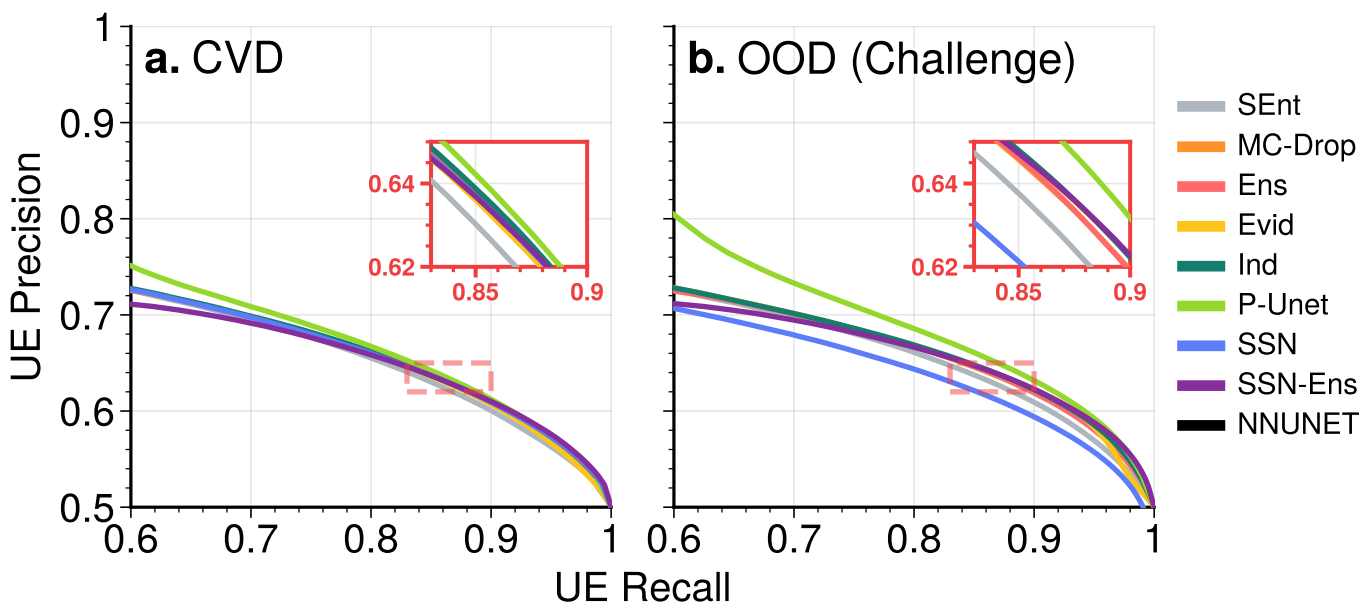 a. CVD
b. OOD (Challenge)
UE Precision
1
0.9
0.8
0.7
0.6
0.5
0.6
0.7
0.8
0.9
1
0.64
0.62
0.85
0.9
0.6
0.7
0.8
0.9
1
0.64
0.62
0.85
0.9
UE Recall
SEnt
MC-Drop
Ens
Evid
Ind
P-Unet
SSN
SSN-Ens
NNUNET